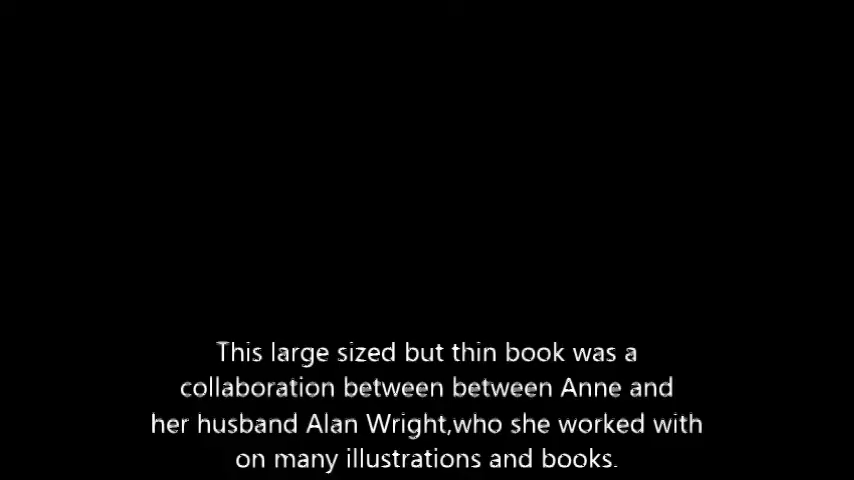 This large sized but thin book was a
collaboration between between Anne and
her husband Alan Wright,who she worked with
on many illustrations and books.